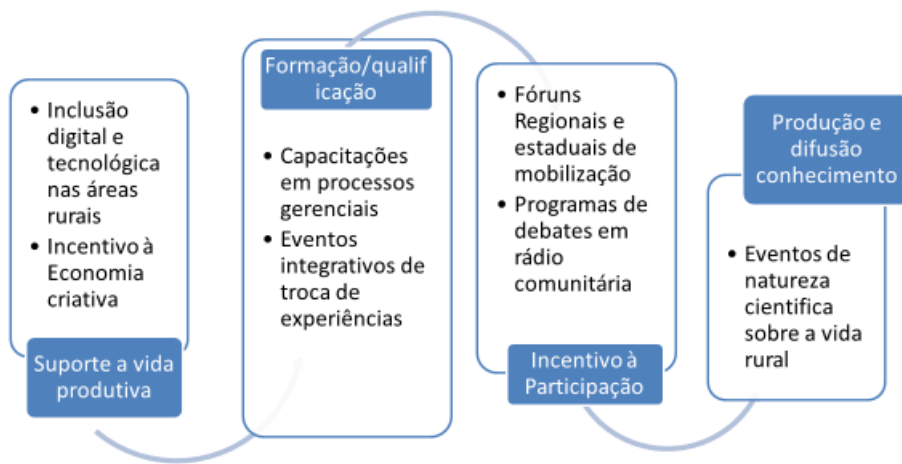 • Inclusão
digital e
tecnológica
nas áreas
rurais
• Incentivo à
Economia
criativa
Suporte a vida
produtiva
Formação/qualif
icação
• Capacitações
em processos
gerenciais
• Eventos
integrativos de
troca de
experiências
• Fóruns
Regionais e
estaduais de
mobilização
• Programas de
debates em
rádio
comunitária
Incentivo à
Participação
Produção e
difusão
conhecimento
• Eventos de
natureza
cientifica
sobre a vida
rural